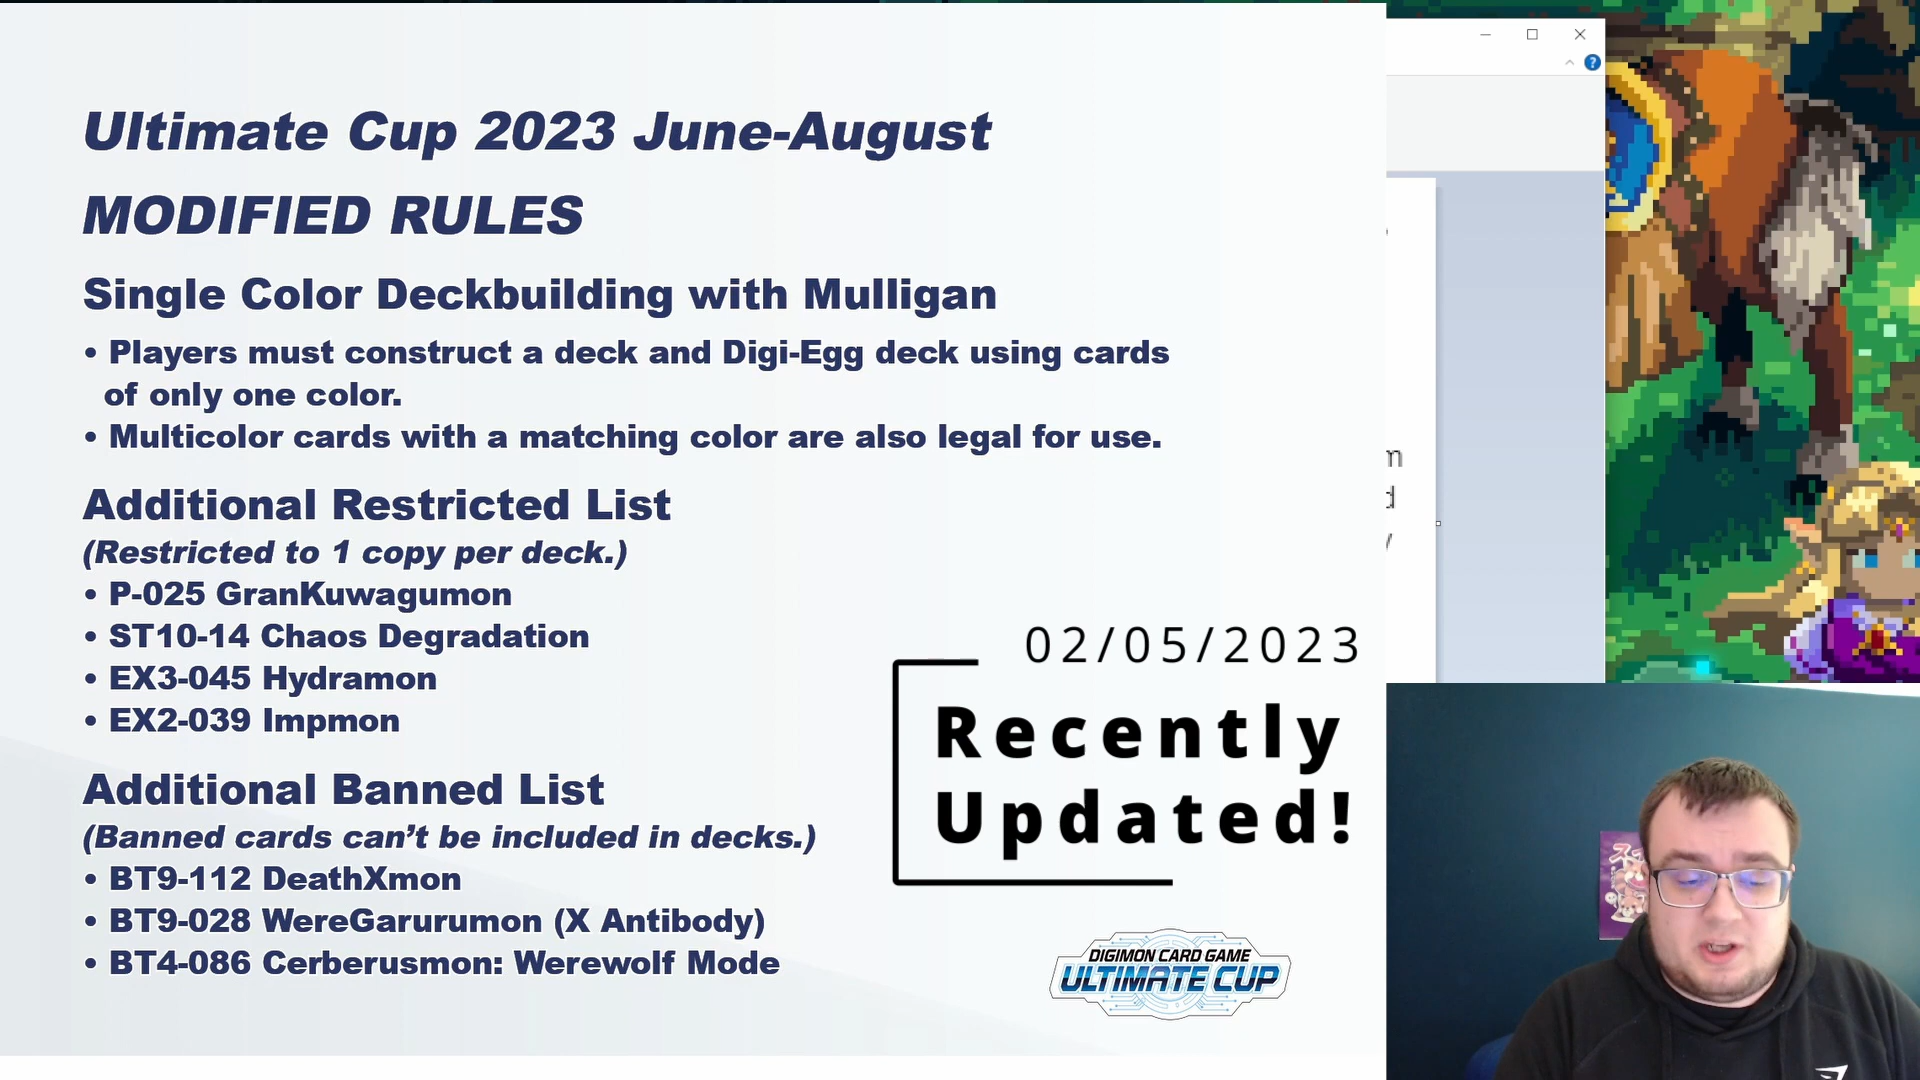 Ultimate Cup 2023 June-August
MODIFIED RULES
Single Color Deckbuilding with Mulligan
• Players must construct a deck and Digi-Egg deck using cards
of only one color.
• Multicolor cards with a matching color are also legal for use.
Additional Restricted List
(Restricted to 1 copy per deck.)
• P-025 GranKuwagumon
• ST10-14 Chaos Degradation
• EX3-045 Hydramon
• EX2-039 Impmon
Additional Banned List
(Banned cards can’t be included in decks.)
• BT9-112 DeathXmon
• BT9-028 WereGarurumon (X Antibody)
• BT4-086 Cerberusmon: Werewolf Mode
02/05/2023
Recently
Updated!
DIGIMON CARD GAME
ULTIMATE CUP